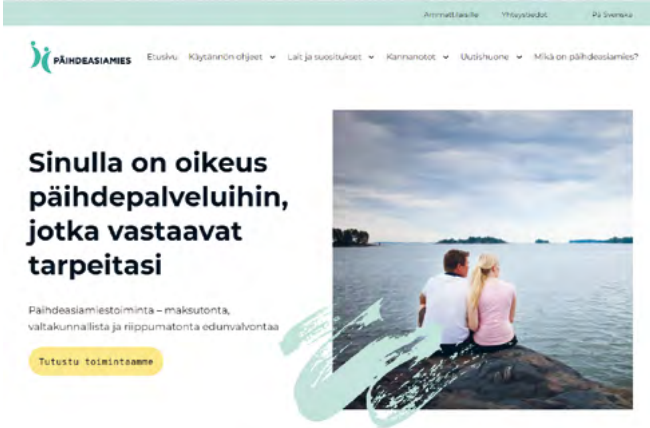 Ammattilaisille Yhteystiedot På Svenska
PÄIHDEASIAMIES Etusivu Käytännön ohjeet Lait ja suositukset Kannanotot Uutishuone Mikä on päihdeasiamies?
Sinulla on oikeus
päihdepalveluihin,
jotka vastaavat
tarpeitasi
Päihdeasiamiestoiminta – maksutonta,
valtakunnallista ja riippumatonta edunvalvontaa
Tutustu toimintaamme